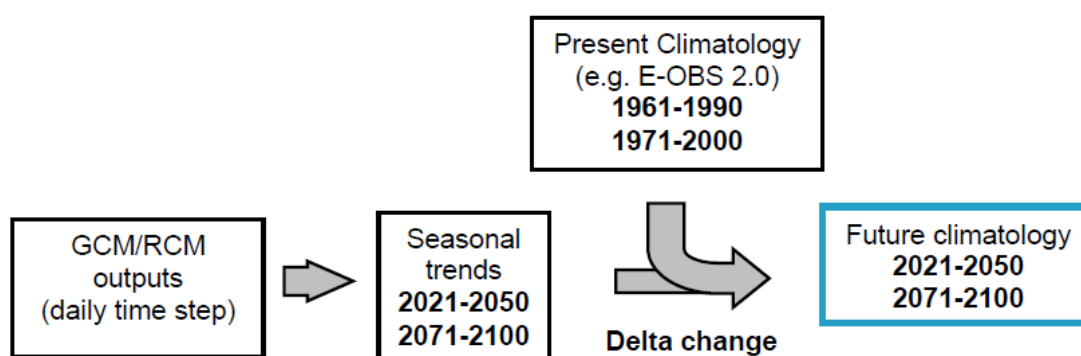 Present Climatology
(e.g. E-OBS 2.0)
1961-1990
1971-2000
GCM/RCM
outputs
(daily time step)
Seasonal
trends
2021-2050
2071-2100
Delta change
Future climatology
2021-2050
2071-2100